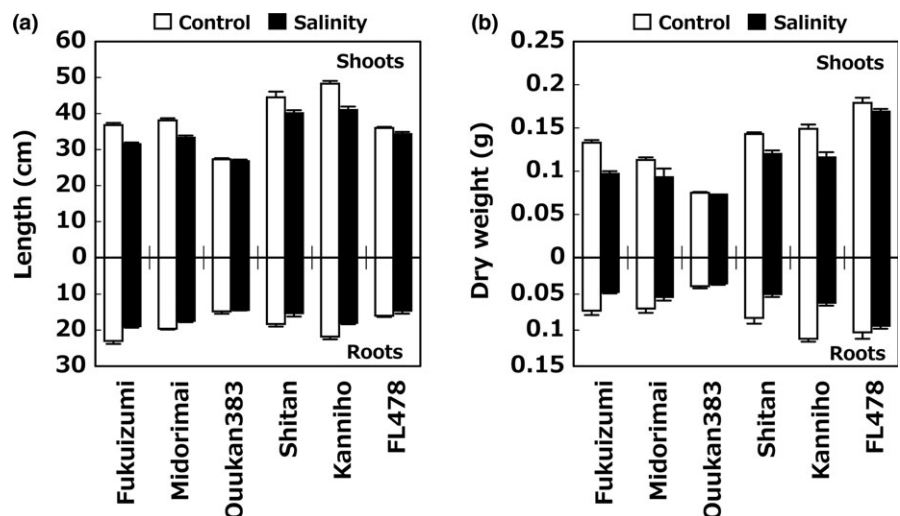 (a) Control Salinity
Length (cm)
60
50
40
30
20
10
0
10
20
30
Shoots
Roots
Fukuizumi
Midorimai
Ouukan383
Shitan
Kanniho
FL478
(b) Control Salinity
Dry weight (g)
0.25
0.2
0.15
0.1
0.05
0
0.05
0.1
0.15
Shoots
Roots
Fukuizumi
Midorimai
Ouukan383
Shitan
Kanniho
FL478